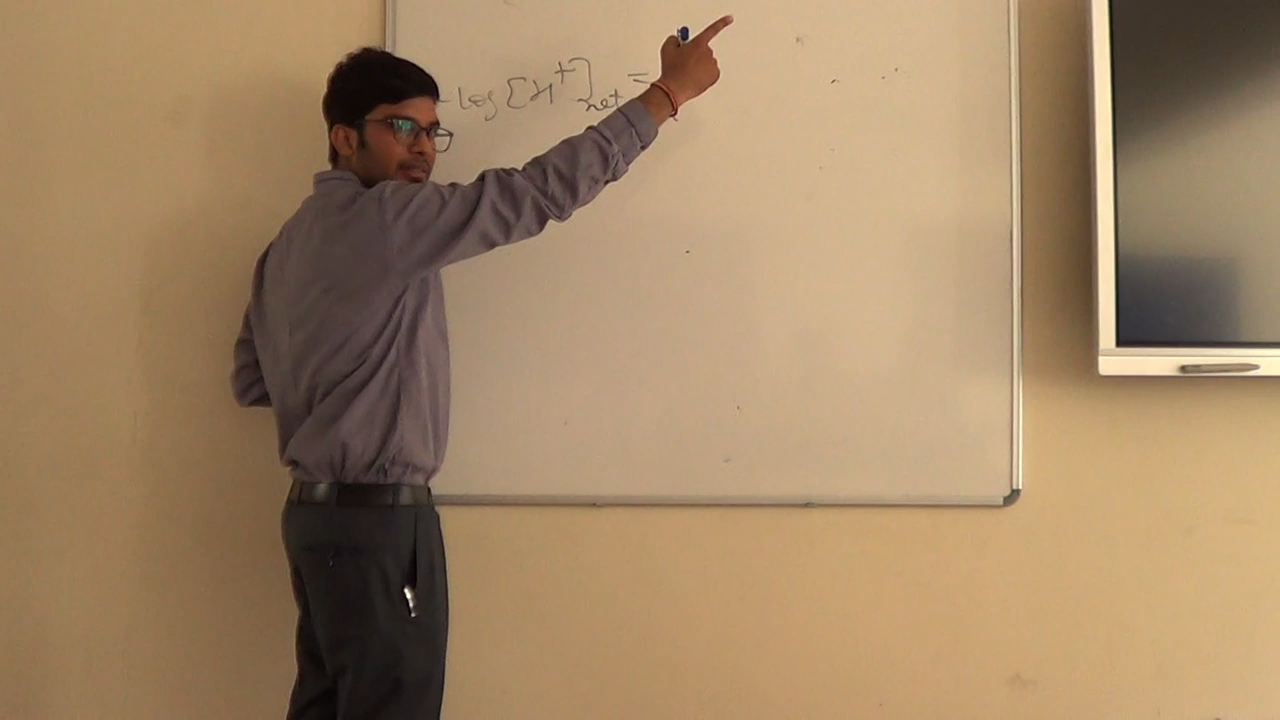 -log [H⁺]net =